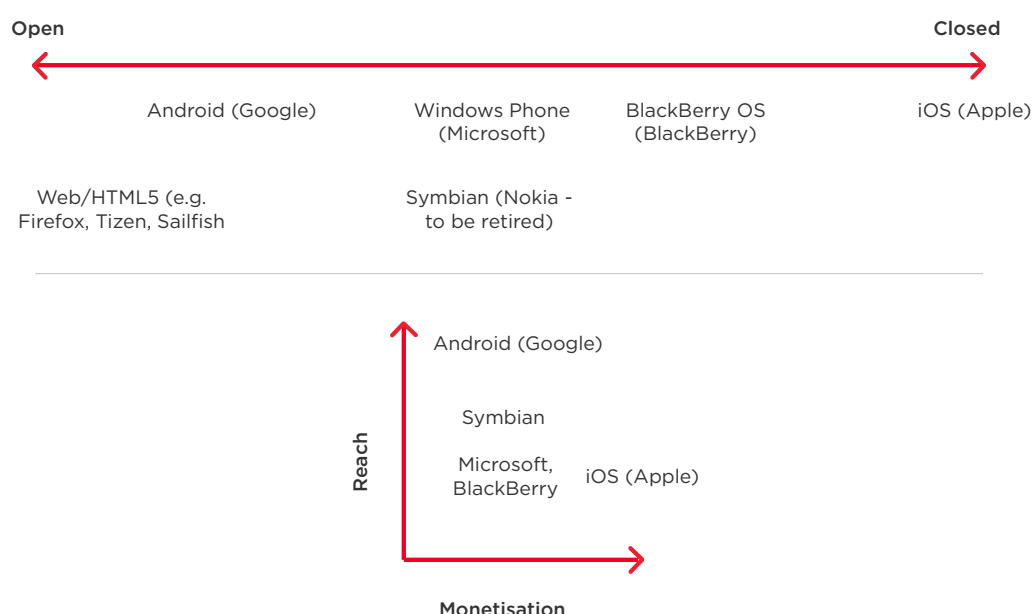 Open
Closed
Android (Google)
Windows Phone
(Microsoft)
BlackBerry OS
(BlackBerry)
iOS (Apple)
Web/HTML5 (e.g.
Firefox, Tizen, Sailfish
Symbian (Nokia -
to be retired)
Android (Google)
Symbian
Microsoft,
BlackBerry
iOS (Apple)
Reach
Monetisation